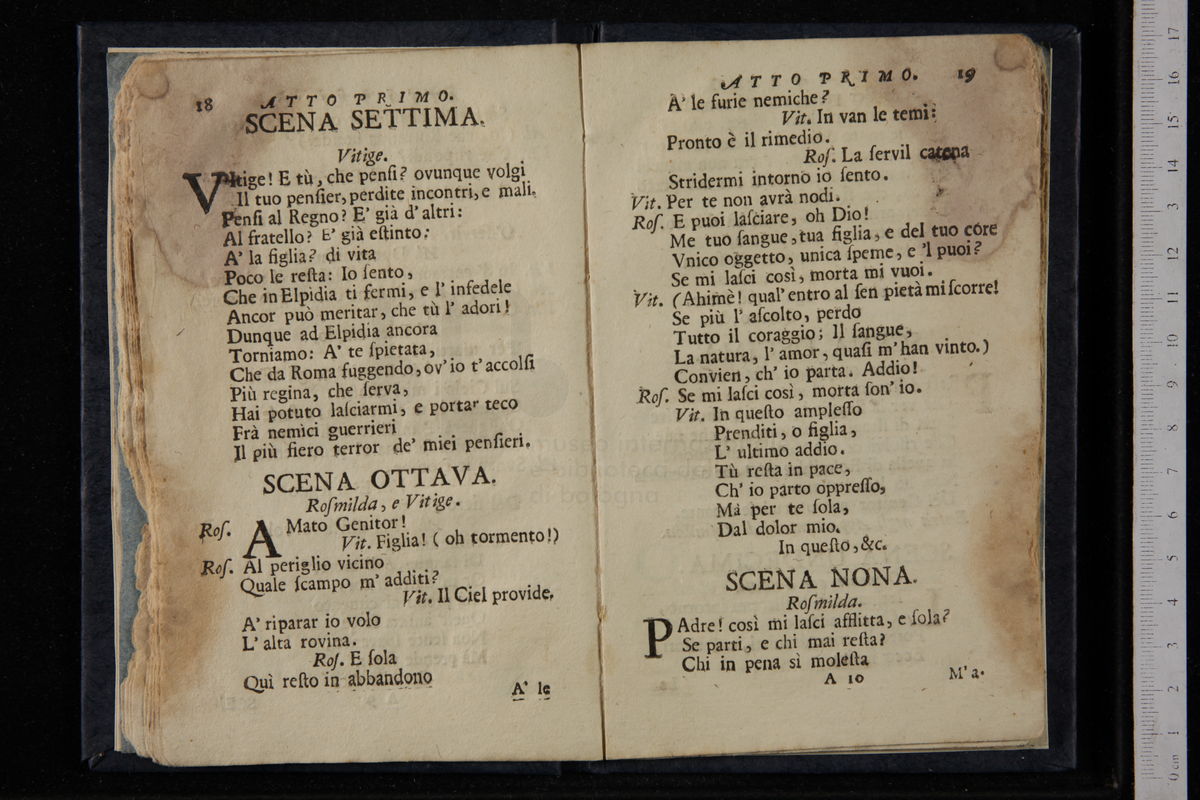 18 ATTO PRIMO.
SCENA SETTIMA.
Vitige.
VItige! E tù, che penſi? ovunque volgi
Il tuo penſier, perdite incontri, e mali.
Penſi al Regno? E' già d' altri:
Al fratello? E' già eſtinto:
A' la figlia? di vita
Poco le reſta: Io ſento,
Che in Elpidia ti fermi, e l' infedele
Ancor può meritar, che tù l' adori!
Dunque ad Elpidia ancora
Torniamo: A' te ſpietata,
Che da Roma fuggendo, ov' io t' accolſi
Più regina, che ſerva,
Hai potuto laſciarmi, e portar teco
Frà nemici guerrieri
Il più fiero terror de' miei penſieri.
SCENA OTTAVA.
Roſmilda, e Vitige.
Roſ. AMato Genitor!
Vit. Figlia! ( oh tormento!)
Roſ. Al periglio vicino
Quale ſcampo m' additi?
Vit. Il Ciel provide,
A' riparar io volo
L' alta rovina.
Roſ. E ſola
Quì reſto in abbandono
A' le
ATTO PRIMO. 19
A' le furie nemiche?
Vit. In van le temi:
Pronto è il rimedio.
Roſ. La ſervil catena
Stridermi intorno io ſento.
Vit. Per te non avrà nodi.
Roſ. E puoi laſciare, oh Dio!
Me tuo ſangue, tua figlia, e del tuo core
Vnico oggetto, unica ſpeme, e 'l puoi?
Se mi laſci così, morta mi vuoi.
Vit. (Ahimè! qual' entro al ſen pietà mi ſcorre!
Se più l' aſcolto, perdo
Tutto il coraggio; Il ſangue,
La natura, l' amor, quaſi m' han vinto.)
Convien, ch' io parta. Addio!
Roſ. Se mi laſci così, morta ſon' io.
Vit. In queſto ampleſſo
Prenditi, o figlia,
L' ultimo addio.
Tù reſta in pace,
Ch' io parto oppreſſo,
Mà per te ſola,
Dal dolor mio.
In queſto, &c.
SCENA NONA.
Roſmilda.
PAdre! così mi laſci afflitta, e ſola?
Se parti, e chi mai reſta?
Chi in pena sì moleſta
A 10 M' a.